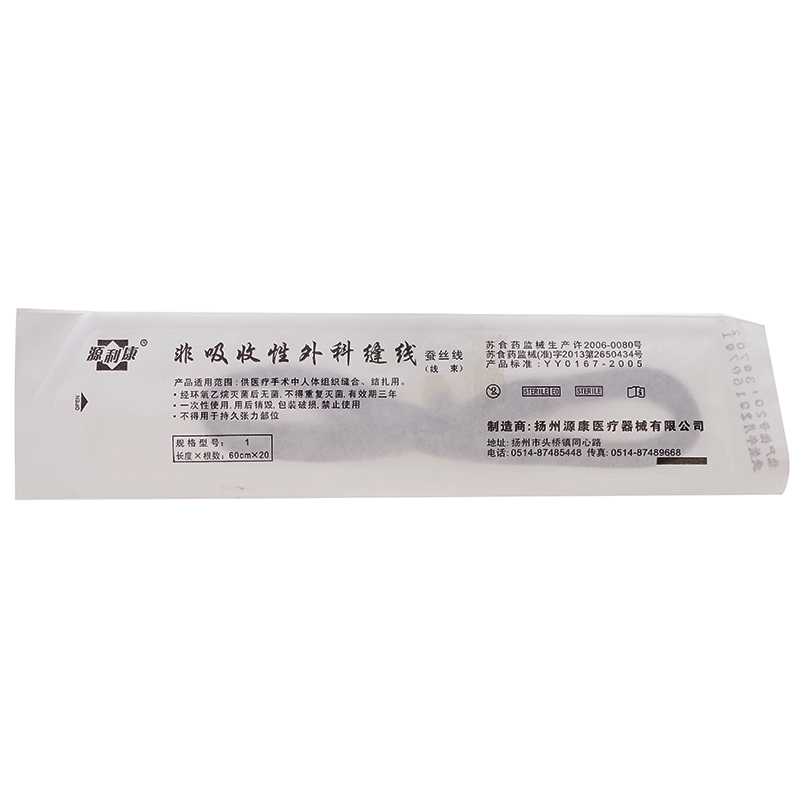 源利康®
OPEN
非吸收性外科缝线 蚕丝线
(线 束)
产品适用范围：供医疗手术中人体组织缝合、结扎用。
·经环氧乙烷灭菌后无菌，不得重复灭菌，有效期三年
·一次性使用，用后销毁，包装破损，禁止使用
·不得用于持久张力部位
规格型号： 1
长度×根数：60cm×20
苏食药监械生产许2006-0080号
苏食药监械(准)字2013第2650434号
产品标准：YY0167-2005
STERILE EO STERILE
制造商：扬州源康医疗器械有限公司
地址：扬州市头桥镇同心路
电话：0514-87485448 传真：0514-87489668